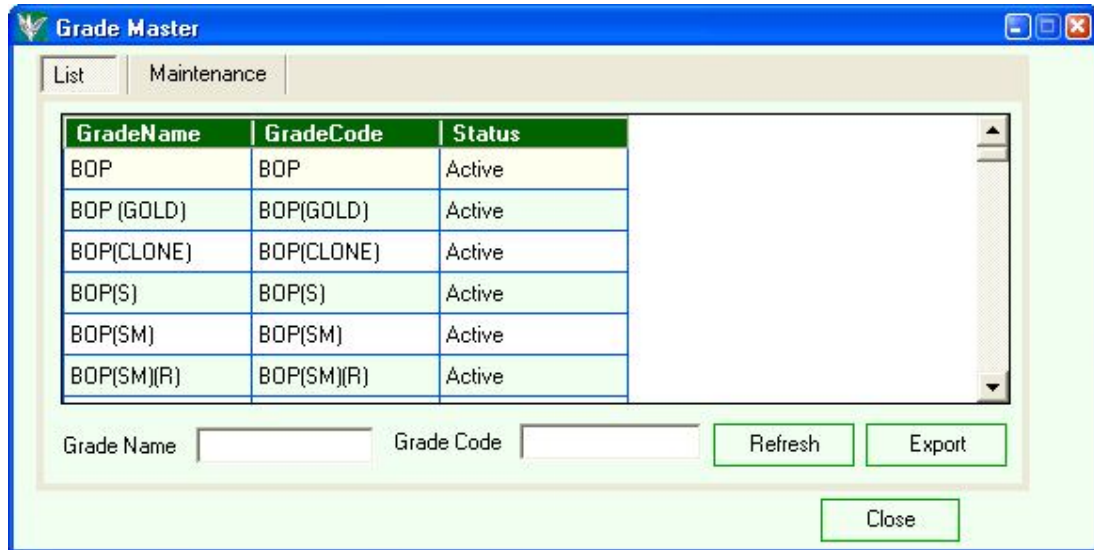 Grade Master
List Maintenance
GradeName GradeCode Status
BOP BOP Active
BOP (GOLD) BOP(GOLD) Active
BOP(CLONE) BOP(CLONE) Active
BOP(S) BOP(S) Active
BOP(SM) BOP(SM) Active
BOP(SM)(R) BOP(SM)(R) Active
Grade Name Grade Code Refresh Export
Close